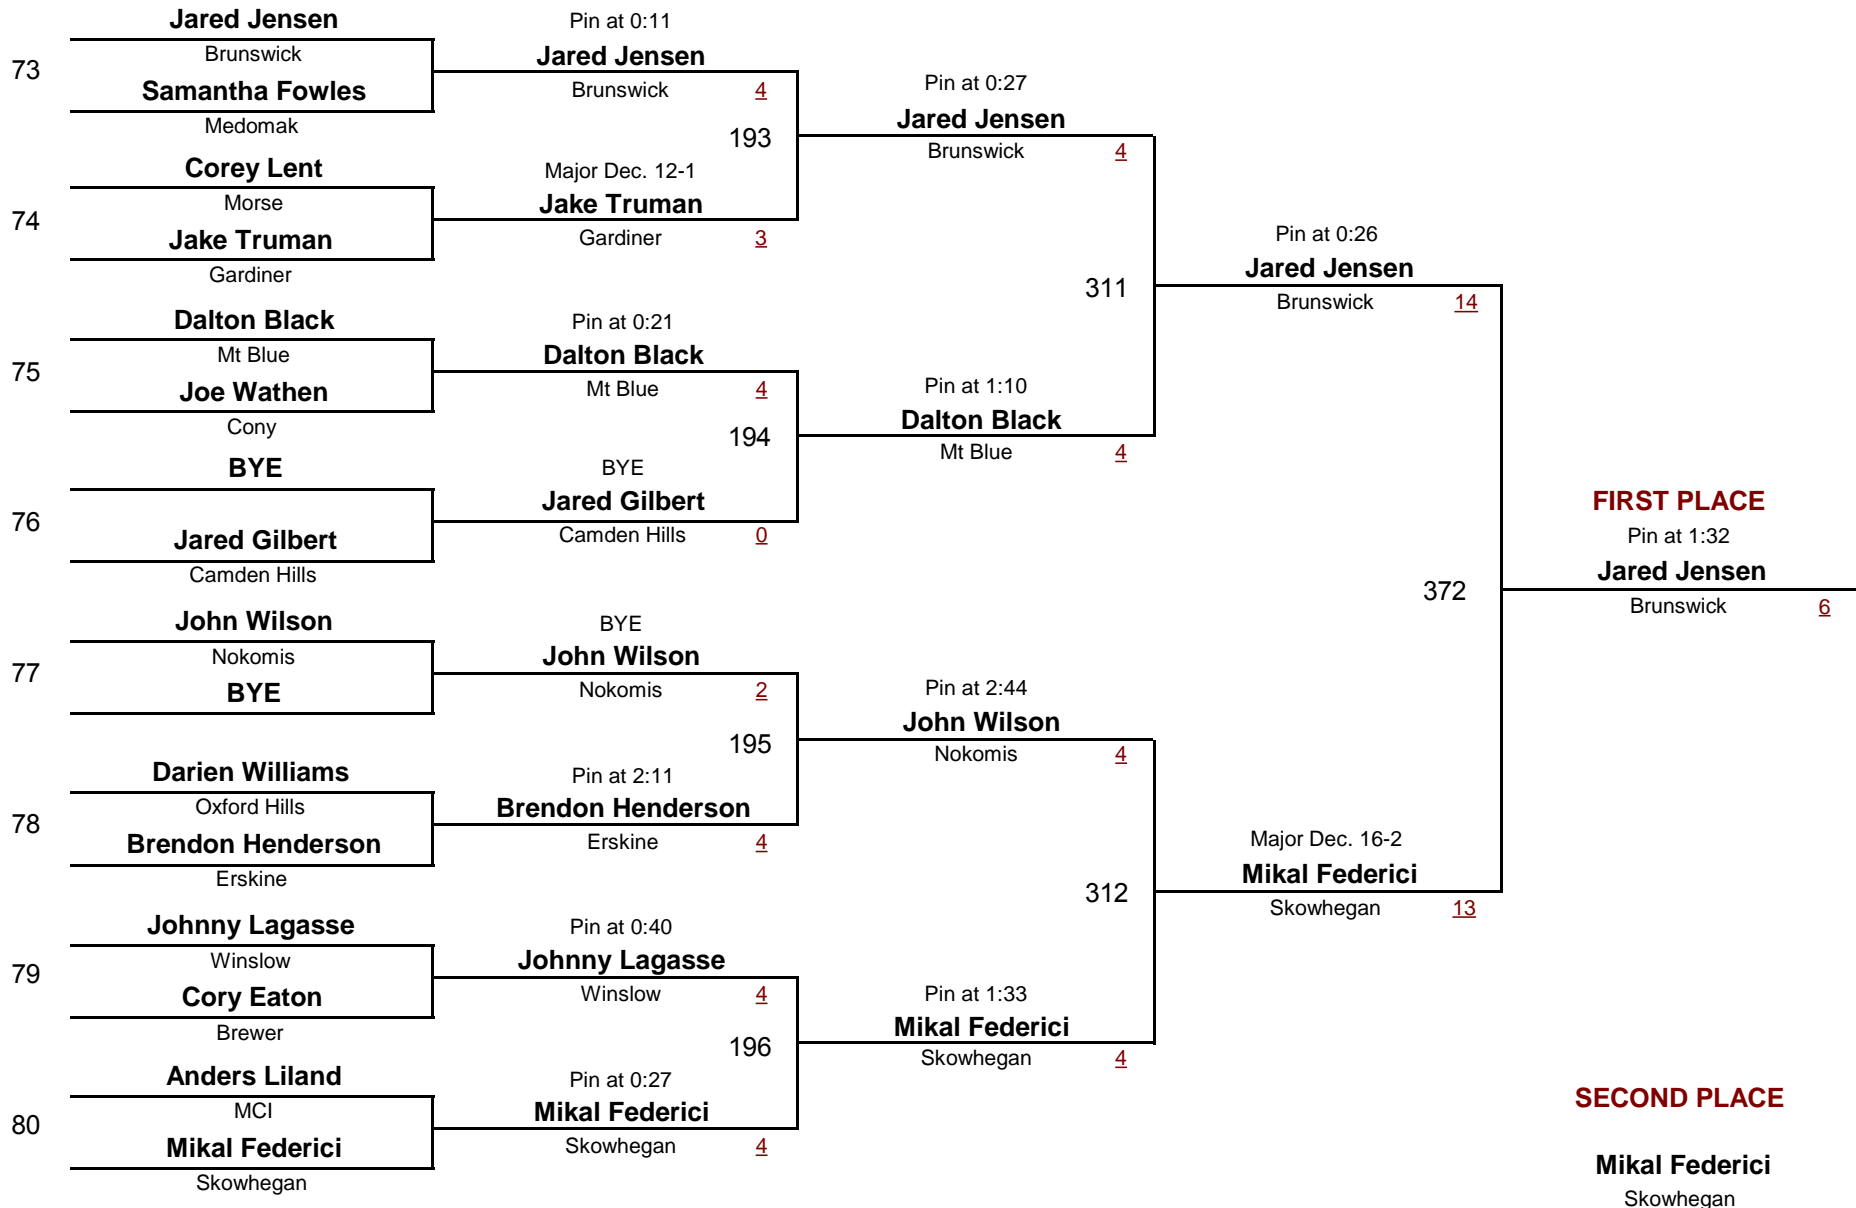 Jared Jensen
Brunswick
73
Samantha Fowles
Medomak
Corey Lent
Morse
74
Jake Truman
Gardiner
Dalton Black
Mt Blue
75
Joe Wathen
Cony
BYE
76
Jared Gilbert
Camden Hills
John Wilson
Nokomis
77
BYE
Darien Williams
Oxford Hills
78
Brendon Henderson
Erskine
Johnny Lagasse
Winslow
79
Cory Eaton
Brewer
Anders Liland
MCI
80
Mikal Federici
Skowhegan
Pin at 0:11
Jared Jensen
Brunswick 4
193
Major Dec. 12-1
Jake Truman
Gardiner 3
Pin at 0:21
Dalton Black
Mt Blue 4
194
BYE
Jared Gilbert
Camden Hills 0
BYE
John Wilson
Nokomis 2
195
Pin at 2:11
Brendon Henderson
Erskine 4
Pin at 0:40
Johnny Lagasse
Winslow 4
196
Pin at 0:27
Mikal Federici
Skowhegan 4
Pin at 0:27
Jared Jensen
Brunswick 4
311
Pin at 1:10
Dalton Black
Mt Blue 4
Pin at 2:44
John Wilson
Nokomis 4
312
Pin at 1:33
Mikal Federici
Skowhegan 4
Pin at 0:26
Jared Jensen
Brunswick 14
372
Major Dec. 16-2
Mikal Federici
Skowhegan 13
FIRST PLACE
Pin at 1:32
Jared Jensen
Brunswick 6
SECOND PLACE
Mikal Federici
Skowhegan